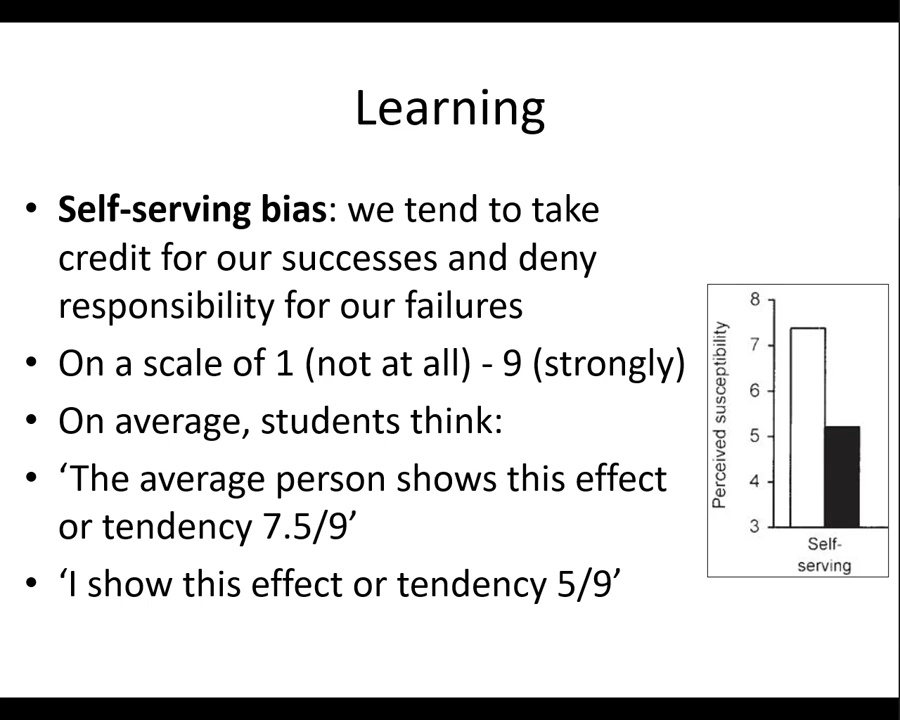 Learning
• Self-serving bias: we tend to take
credit for our successes and deny
responsibility for our failures
• On a scale of 1 (not at all) - 9 (strongly)
• On average, students think:
• ‘The average person shows this effect
or tendency 7.5/9’
• ‘I show this effect or tendency 5/9’
Perceived susceptibility
8
7
6
5
4
3
Self-
serving